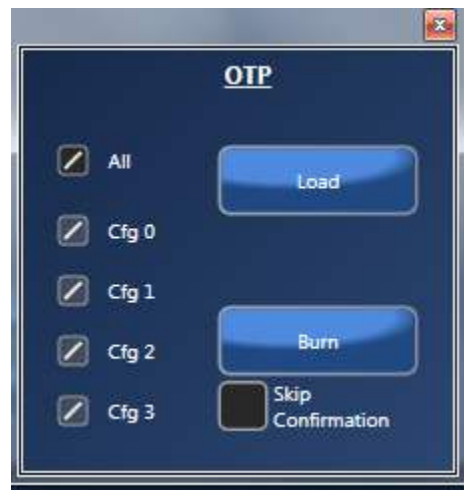 OTP
All
Load
Cfg 0
Cfg 1
Cfg 2
Burn
Skip
Confirmation
Cfg 3